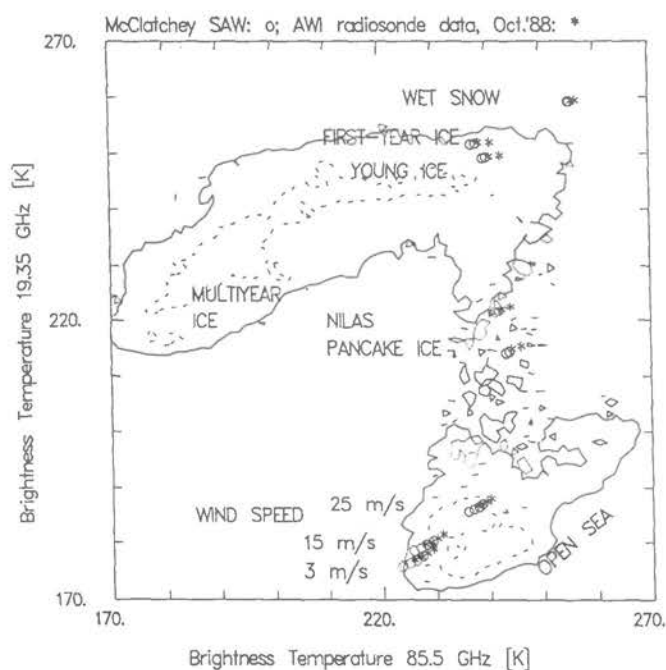 McClatchey SAW: o; AWI radiosonde data, Oct.'88: *
270.
WET SNOW
FIRST-YEAR ICE
YOUNG ICE
Brightness Temperature 19.35 GHz [K]
MULTIYEAR
ICE
220.
NILAS
PANCAKE ICE
WIND SPEED
25 m/s
15 m/s
3 m/s
OPEN SEA
170.
170.
220.
270.
Brightness Temperature 85.5 GHz [K]